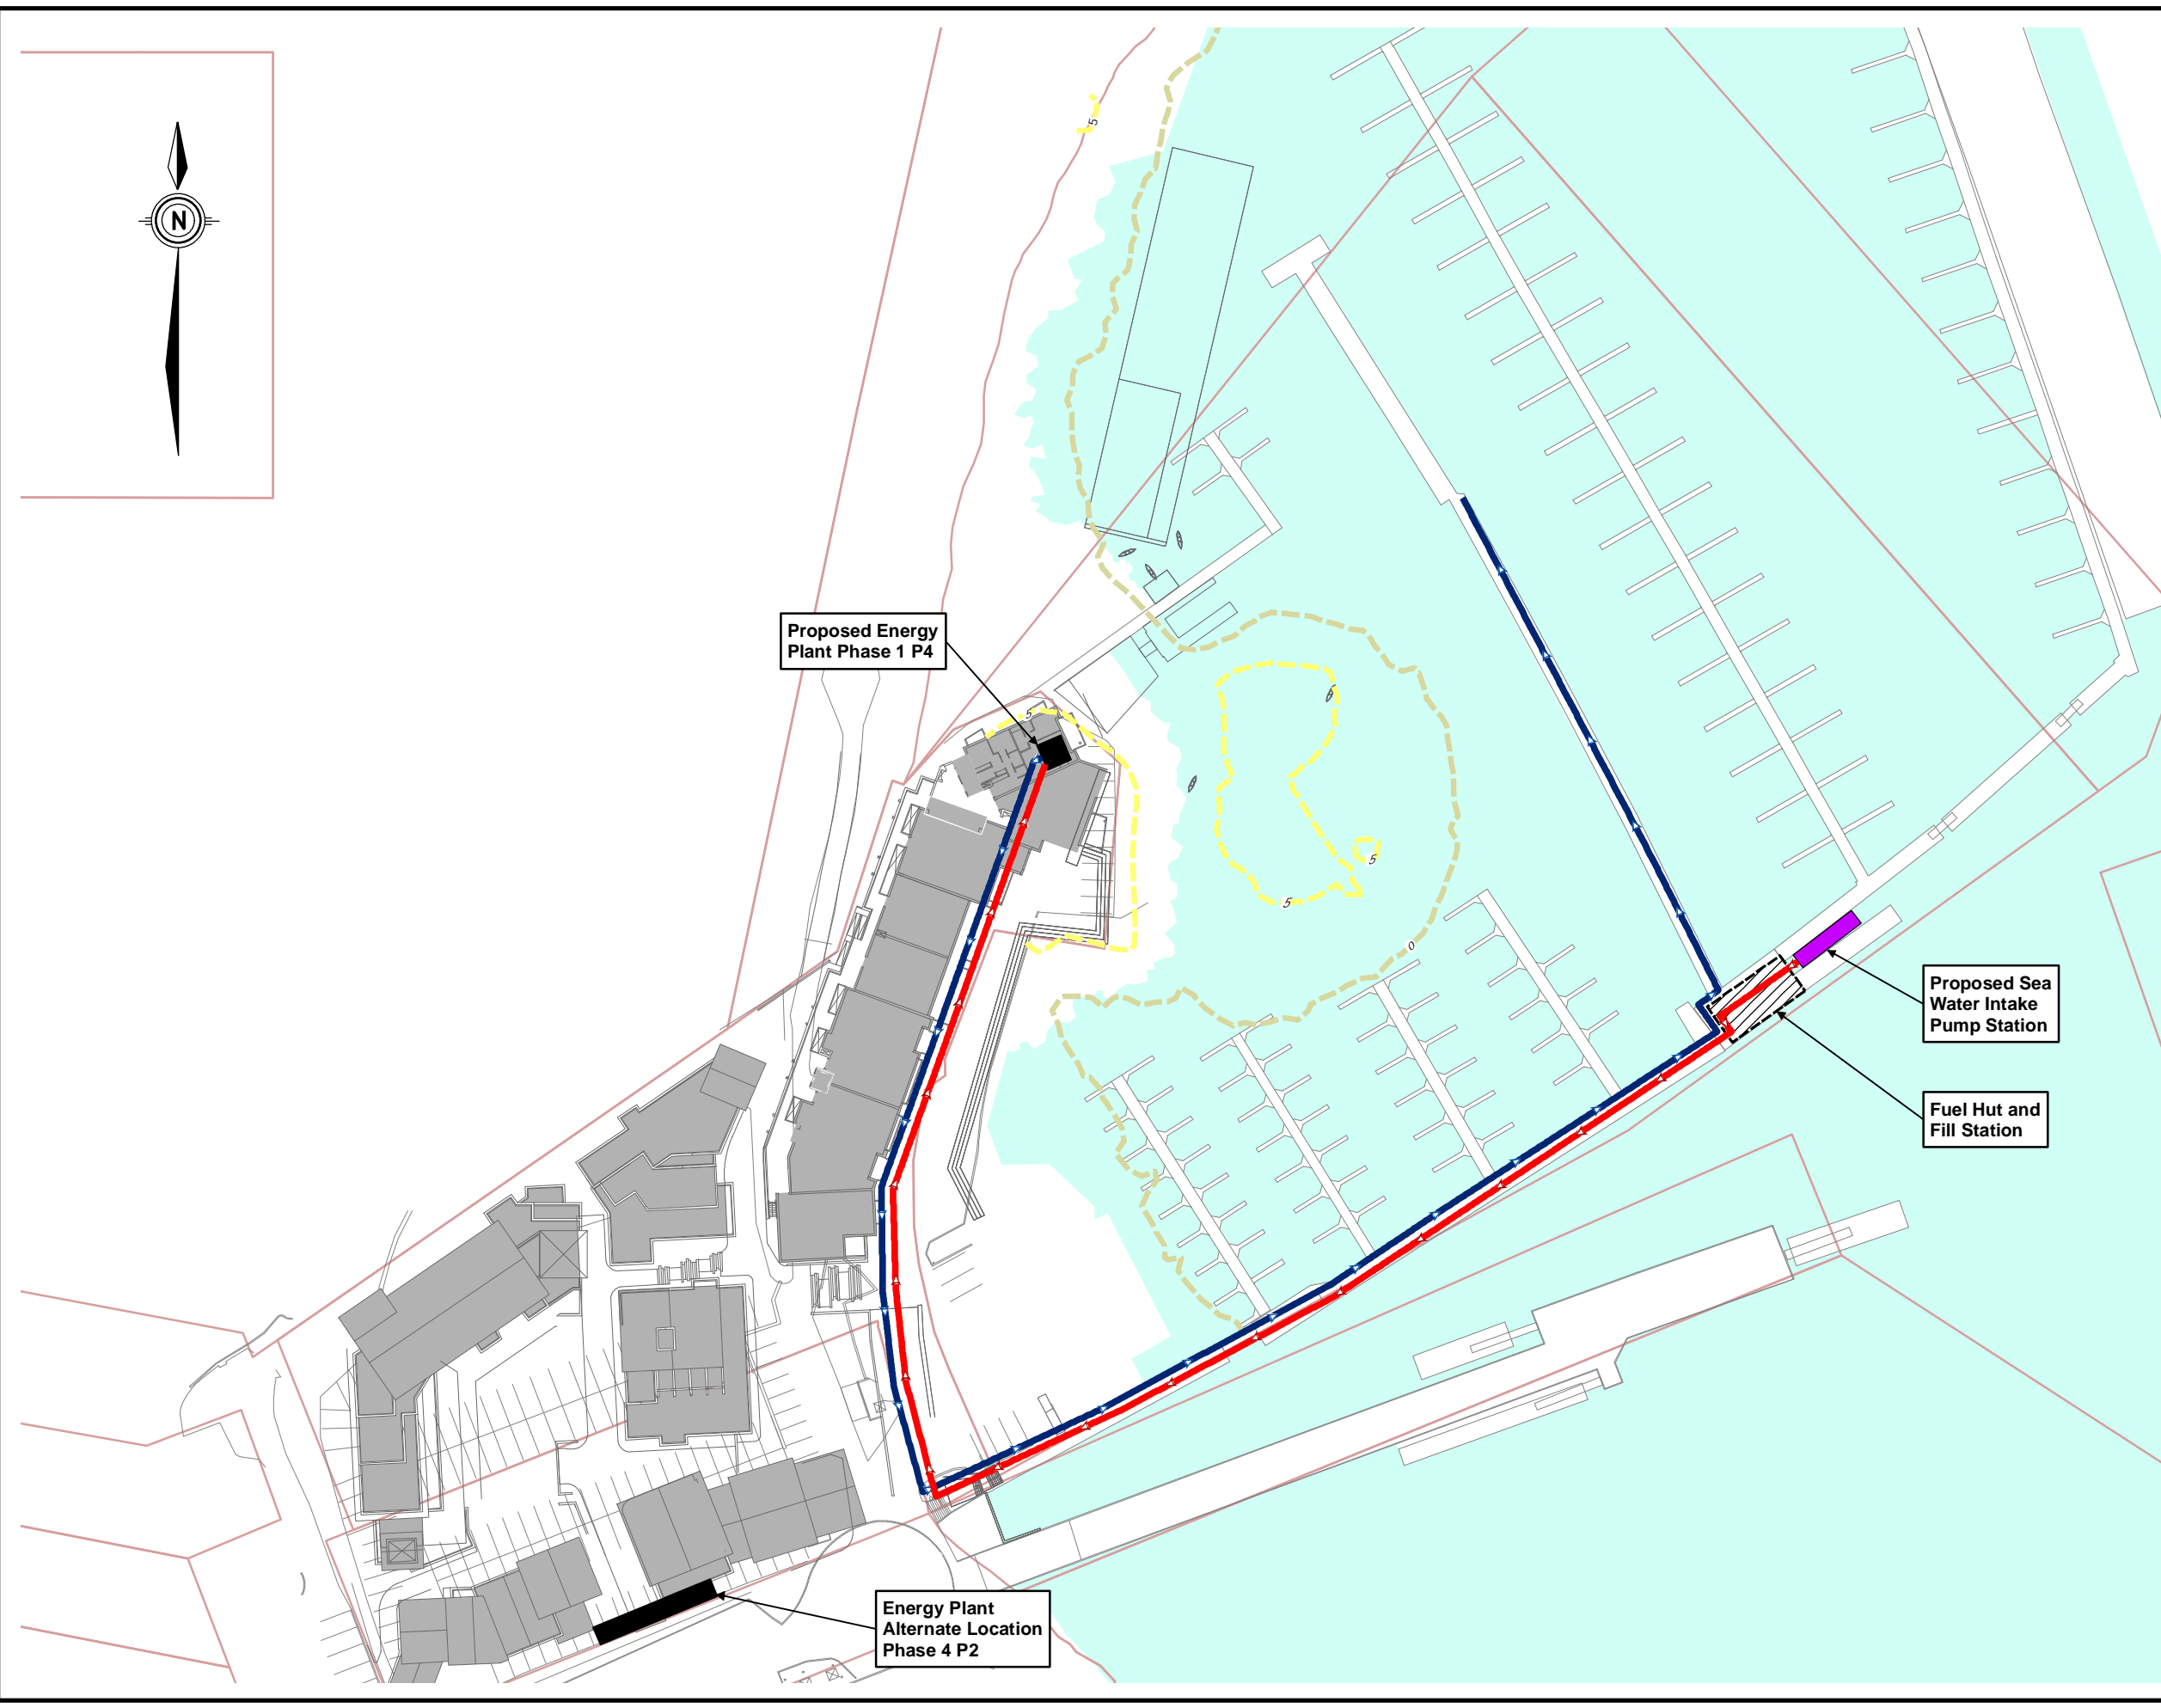 N
5
Proposed Energy
Plant Phase 1 P4
5
5
5
0
Proposed Sea
Water Intake
Pump Station
Fuel Hut and
Fill Station
Energy Plant
Alternate Location
Phase 4 P2